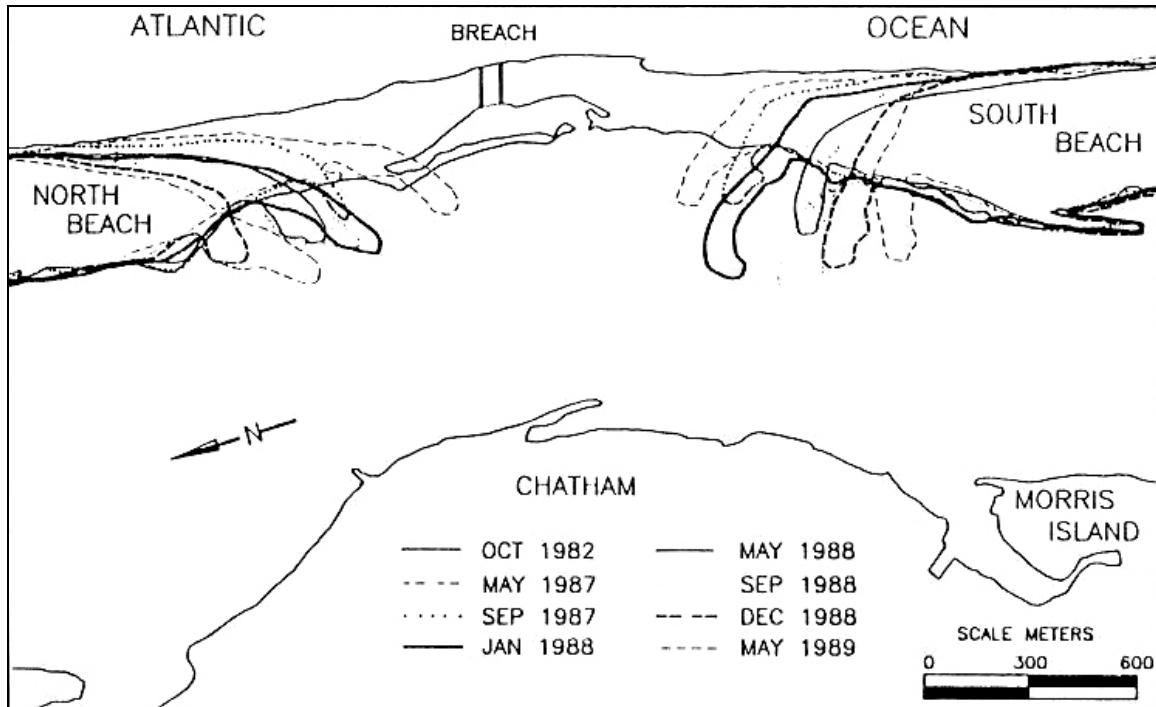 ATLANTIC
BREACH
OCEAN
SOUTH
BEACH
NORTH
BEACH
N
CHATHAM
MORRIS
ISLAND
OCT 1982
MAY 1987
SEP 1987
JAN 1988
MAY 1988
SEP 1988
DEC 1988
MAY 1989
SCALE METERS
0 300 600